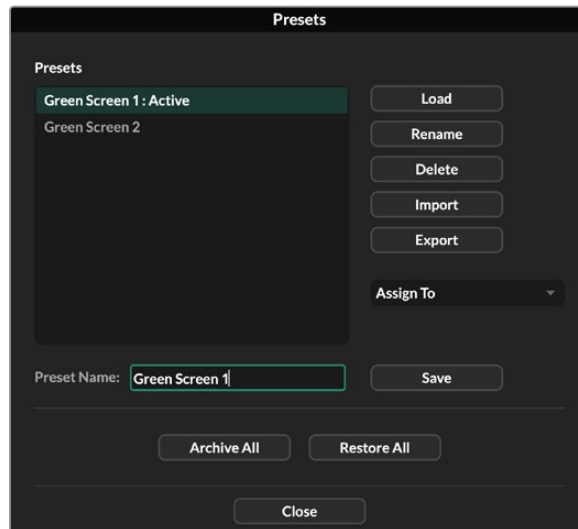 Presets
Presets
Green Screen 1 : Active
Green Screen 2
Load
Rename
Delete
Import
Export
Assign To
Preset Name: Green Screen 1
Save
Archive All
Restore All
Close